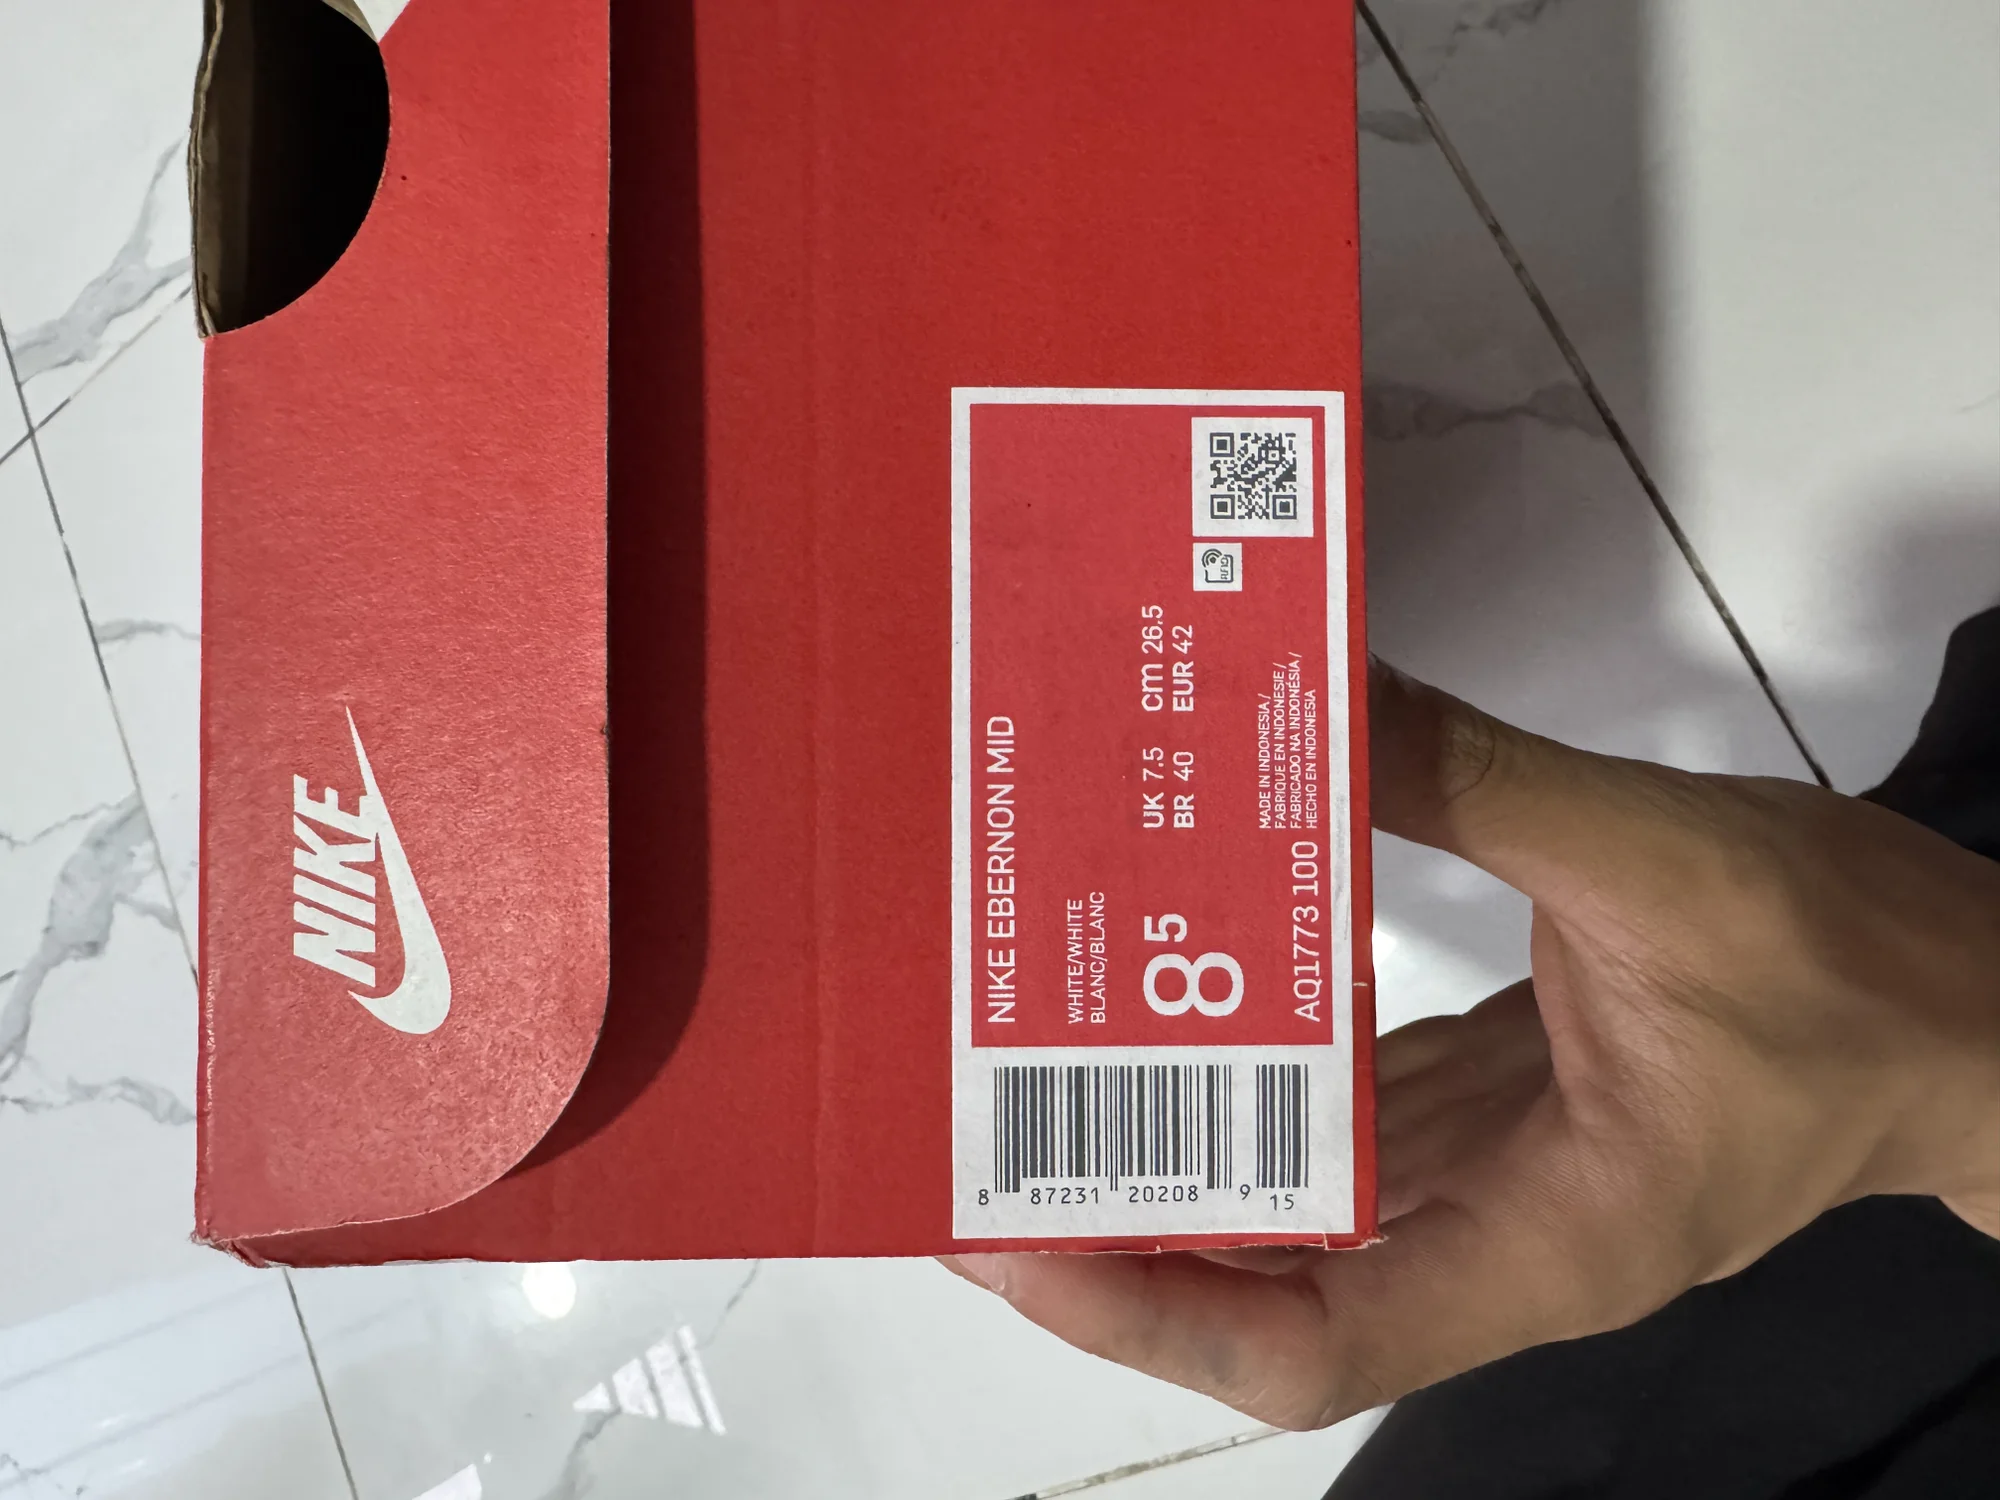 NIKE
NIKE EBERNON MID
WHITE/WHITE
BLANC/BLANC
8 5
UK 7.5 cm 26.5
BR 40 EUR 42
RFID
AQ1773 100
MADE IN INDONESIA /
FABRIQUE EN INDONESIE /
FABRICADO NA INDONÉSIA /
HECHO EN INDONESIA
8 87231 20208 9 15